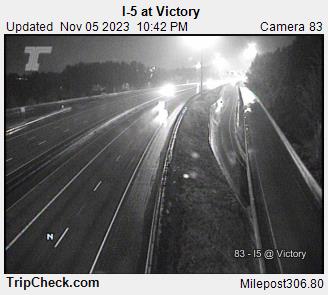 I-5 at Victory
Updated Nov 05 2023 10:42 PM Camera 83
T
N
83 - I5 @ Victory
TripCheck.com Milepost306.80